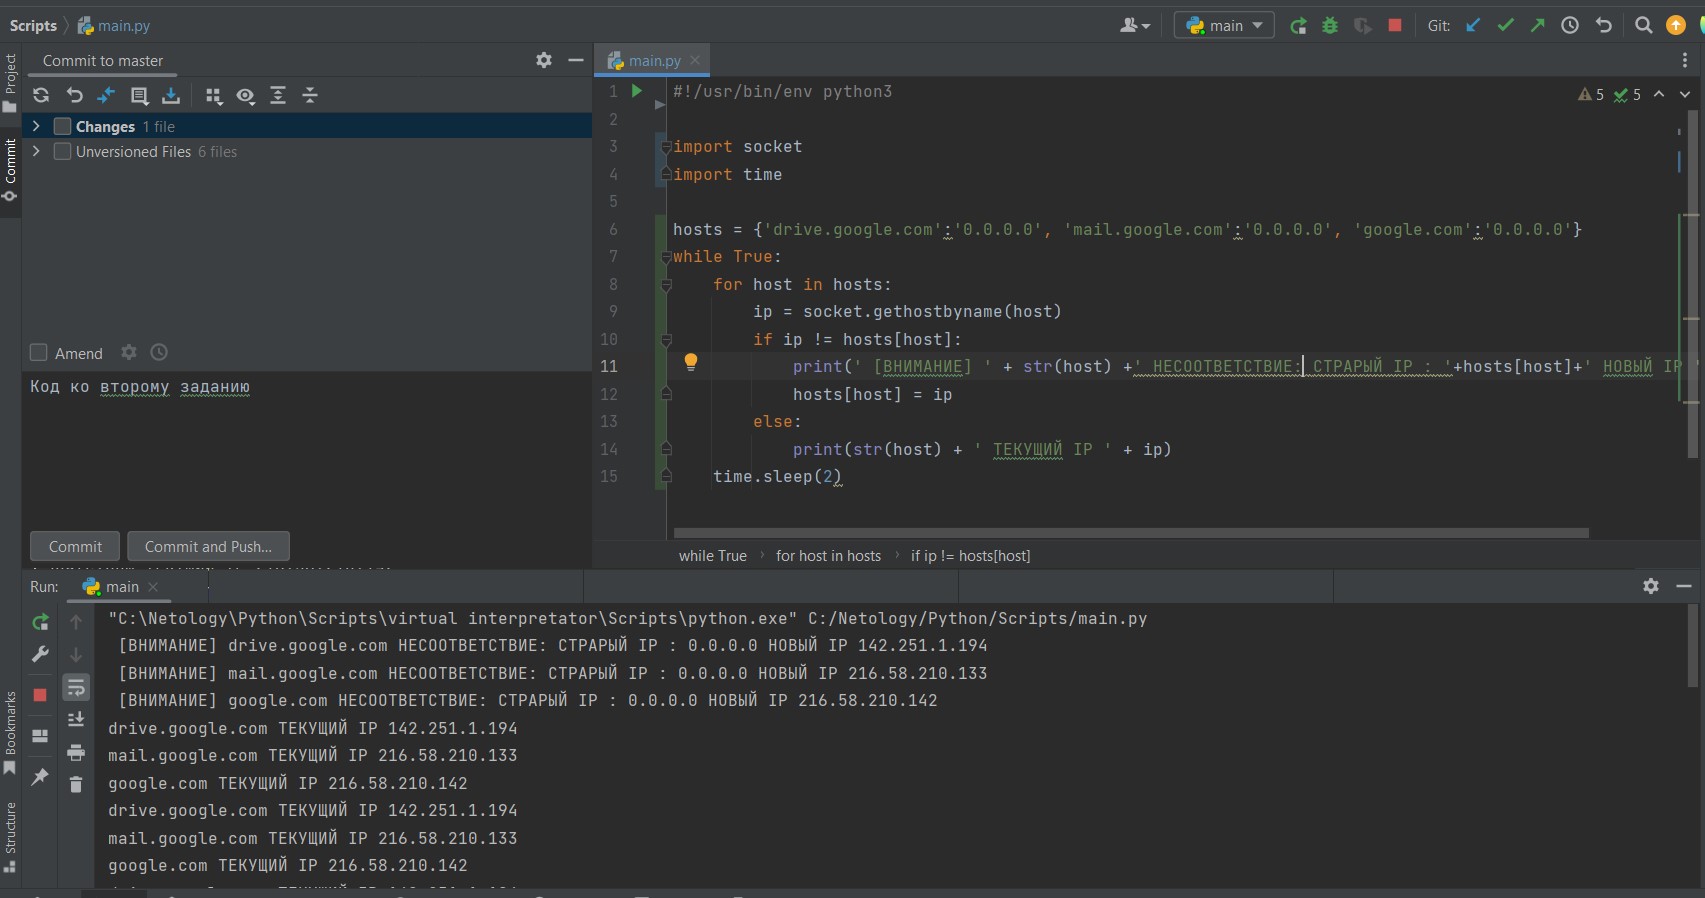 Scripts
main.py
main
Git:
Project
Commit
Commit to master
main.py
Changes 1 file
Unversioned Files 6 files
Amend
Код ко второму заданию
Commit
Commit and Push...
5 5
1 #!/usr/bin/env python3
2
3 import socket
4 import time
5
6 hosts = {'drive.google.com':'0.0.0.0', 'mail.google.com':'0.0.0.0', 'google.com':'0.0.0.0'}
7 while True:
8 for host in hosts:
9 ip = socket.gethostbyname(host)
10 if ip != hosts[host]:
11 print(' [ВНИМАНИЕ] ' + str(host) +' НЕСООТВЕТСТВИЕ: СТРАРЫЙ IP : '+hosts[host]+' НОВЫЙ IP
12 hosts[host] = ip
13 else:
14 print(str(host) + ' ТЕКУЩИЙ IP ' + ip)
15 time.sleep(2)
while True › for host in hosts › if ip != hosts[host]
Run: main
"C:\Netology\Python\Scripts\virtual interpretator\Scripts\python.exe" C:/Netology/Python/Scripts/main.py
[ВНИМАНИЕ] drive.google.com НЕСООТВЕТСТВИЕ: СТРАРЫЙ IP : 0.0.0.0 НОВЫЙ IP 142.251.1.194
[ВНИМАНИЕ] mail.google.com НЕСООТВЕТСТВИЕ: СТРАРЫЙ IP : 0.0.0.0 НОВЫЙ IP 216.58.210.133
[ВНИМАНИЕ] google.com НЕСООТВЕТСТВИЕ: СТРАРЫЙ IP : 0.0.0.0 НОВЫЙ IP 216.58.210.142
drive.google.com ТЕКУЩИЙ IP 142.251.1.194
mail.google.com ТЕКУЩИЙ IP 216.58.210.133
google.com ТЕКУЩИЙ IP 216.58.210.142
drive.google.com ТЕКУЩИЙ IP 142.251.1.194
mail.google.com ТЕКУЩИЙ IP 216.58.210.133
google.com ТЕКУЩИЙ IP 216.58.210.142
Bookmarks
Structure